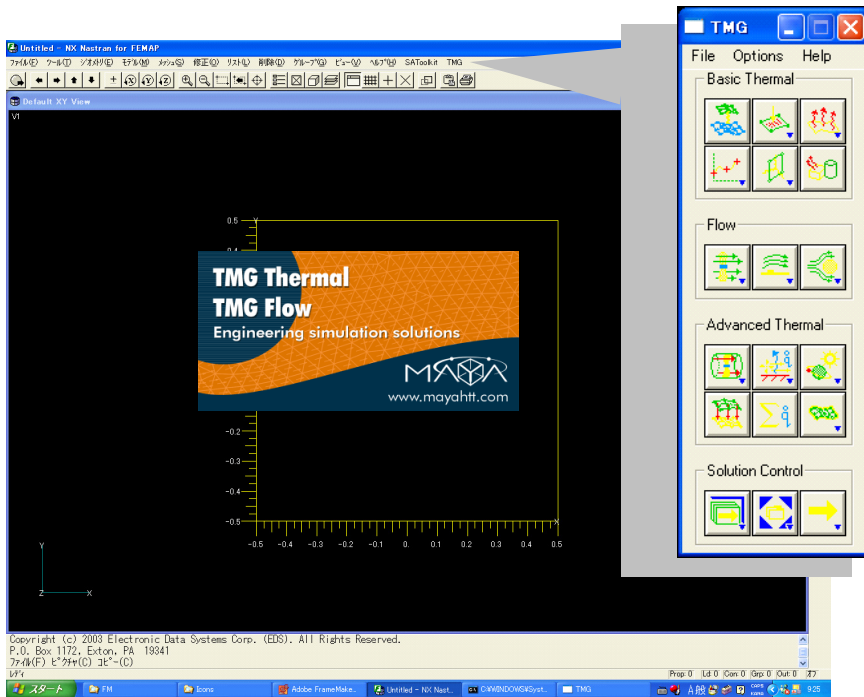 TMG
File Options Help
Basic Thermal
Flow
Advanced Thermal
Solution Control
Untitled - NX Nastran for FEMAP
ﾌｧｲﾙ(F) ﾂｰﾙ(T) ｼﾞｵﾒﾄﾘ(E) ﾓﾃﾞﾙ(M) ﾒｯｼｭ(S) 修正(O) ﾘｽﾄ(L) 削除(D) ｸﾞﾙｰﾌﾟ(G) ﾋﾞｭｰ(V) ﾍﾙﾌﾟ(H) SAToolkit TMG
Default XY View
V1
0.5 Y
0.4
TMG Thermal
TMG Flow
Engineering simulation solutions
MAYA
www.mayahtt.com
-0.2
-0.3
-0.4
-0.5 X
-0.5 -0.4 -0.3 -0.2 -0.1 0. 0.1 0.2 0.3 0.4 0.5
Y
Z X
Copyright (c) 2003 Electronic Data Systems Corp. (EDS). All Rights Reserved.
P.O. Box 1172, Exton, PA 19341
ﾌｧｲﾙ(F) ﾋﾟｸﾁｬ(C) ｺﾋﾟｰ(C)
ﾚﾃﾞｨ
Prop: 0 Ld: 0 Con: 0 Grp: 0 Out: 0 ｵﾌ
スタート FM Icons Adobe FrameMake.. Untitled - NX Nast.. C:¥WINDOWS¥Syst.. TMG A 般 CAPS KANA 9:25